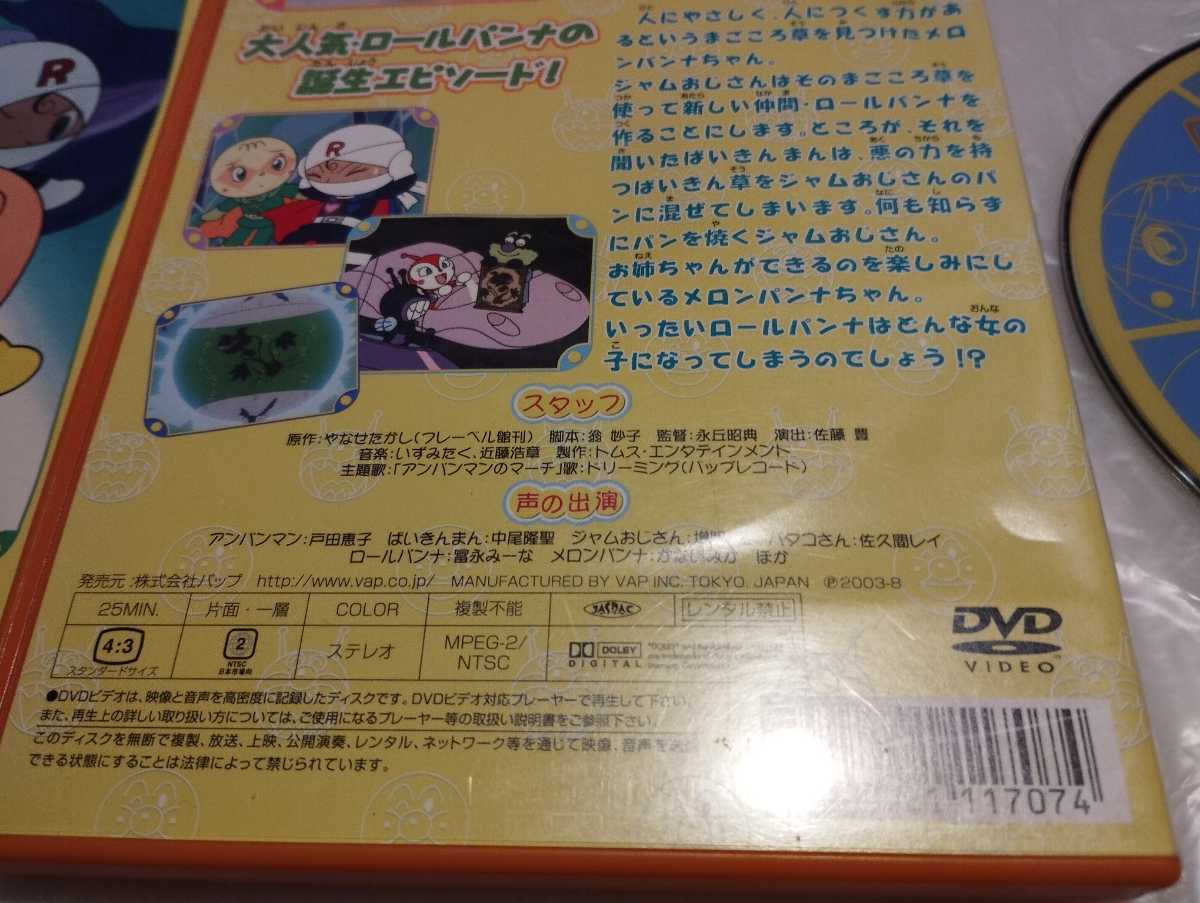 大人気・ロールパンナの
誕生エピソード!
人にやさしく、人につくす力があ
るというまごころ草を見つけたメロ
ンパンナちゃん。
ジャムおじさんはそのまごころ草を
使って新しい仲間・ロールパンナを
作ることにします。ところが、それを
聞いたばいきんまんは、悪の力を持
つばいきん草をジャムおじさんのパ
ンに混ぜてしまいます。何も知らず
にパンを焼くジャムおじさん。
お姉ちゃんができるのを楽しみにし
ているメロンパンナちゃん。
いったいロールパンナはどんな女の
子になってしまうのでしょう!?
R
R
スタッフ
原作:やなせたかし(フレーベル館刊) 脚本:翁 妙子 監督:永丘昭典 演出:佐藤 豊
音楽:いずみたく、近藤浩章 製作:トムス・エンタテインメント
主題歌:「アンパンマンのマーチ」歌:ドリーミング(バップレコード)
声の出演
アンパンマン:戸田恵子 ばいきんまん:中尾隆聖 ジャムおじさん:増 バタコさん:佐久間レイ
ロールパンナ:冨永みーな メロンパンナ:かないみか ほか
発売元:株式会社バップ http://www.vap.co.jp/ MANUFACTURED BY VAP INC. TOKYO, JAPAN ℗2003-8
25MIN. 片面・一層 COLOR 複製不能 JASRAC レンタル禁止
4:3 スタンダードサイズ 2 NTSC 日本市場向 ステレオ MPEG-2/NTSC DOLBY DIGITAL
DVD VIDEO
●DVDビデオは、映像と音声を高密度に記録したディスクです。DVDビデオ対応プレーヤーで再生して下さい。
また、再生上の詳しい取り扱い方については、ご使用になるプレーヤー等の取扱い説明書をご参照下さい。
このディスクを無断で複製、放送、上映、公開演奏、レンタル、ネットワーク等を通じて映像、音声を送
できる状態にすることは法律によって禁じられています。
117074